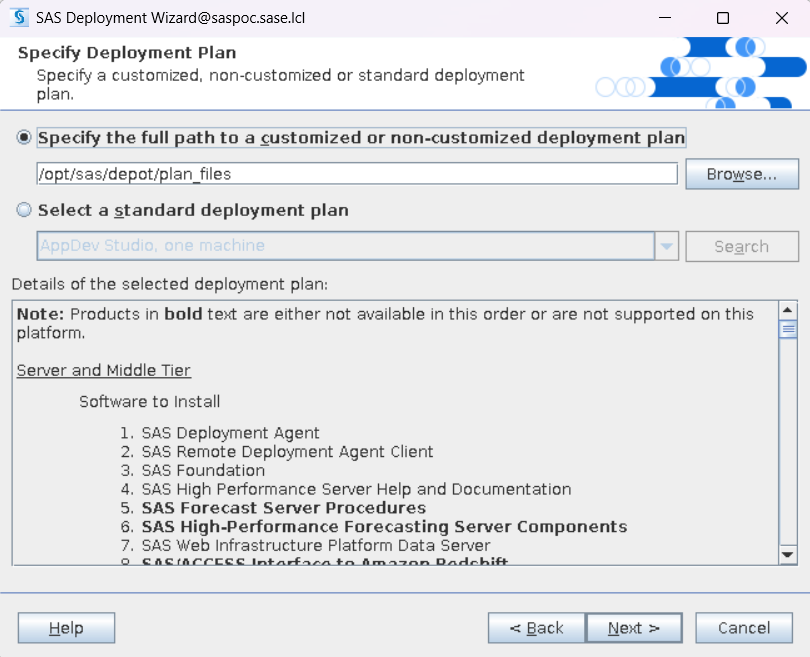 SAS Deployment Wizard@saspoc.sase.lcl
Specify Deployment Plan
Specify a customized, non-customized or standard deployment
plan.
Specify the full path to a customized or non-customized deployment plan
/opt/sas/depot/plan_files
Browse...
Select a standard deployment plan
AppDev Studio, one machine
Search
Details of the selected deployment plan:
Note: Products in bold text are either not available in this order or are not supported on this
platform.
Server and Middle Tier
Software to Install
1. SAS Deployment Agent
2. SAS Remote Deployment Agent Client
3. SAS Foundation
4. SAS High Performance Server Help and Documentation
5. SAS Forecast Server Procedures
6. SAS High-Performance Forecasting Server Components
7. SAS Web Infrastructure Platform Data Server
8. SAS/ACCESS Interface to Amazon Redshift
Help
< Back
Next >
Cancel